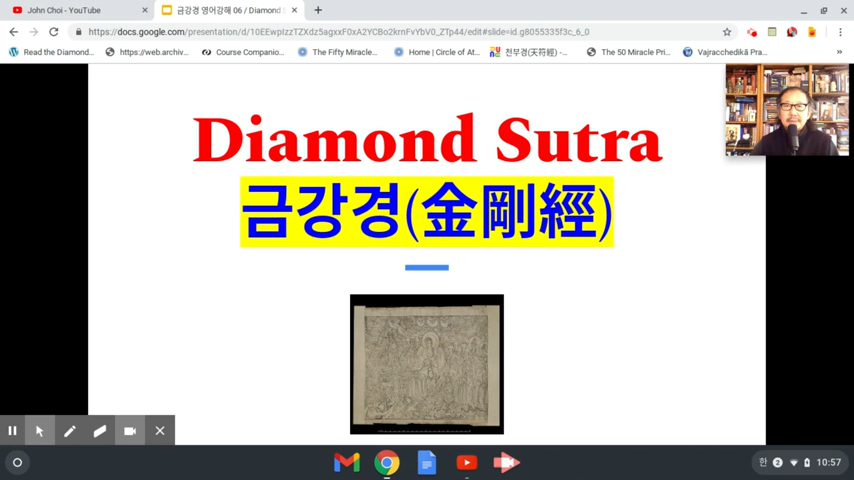 John Choi - YouTube
금강경 영어강해 06 / Diamond S
https://docs.google.com/presentation/d/10EEwpIzzTZXdz5agxxF0xA2YCBo2krnFvYbV0_ZTp44/edit#slide=id.g8055335f3c_6_0
Read the Diamond...
https://web.archiv...
Course Companio...
The Fifty Miracle...
Home | Circle of At...
천부경(天符經) -...
The 50 Miracle Pri...
Vajracchedikā Pra...
Diamond Sutra
금강경(金剛經)
한 2 10:57